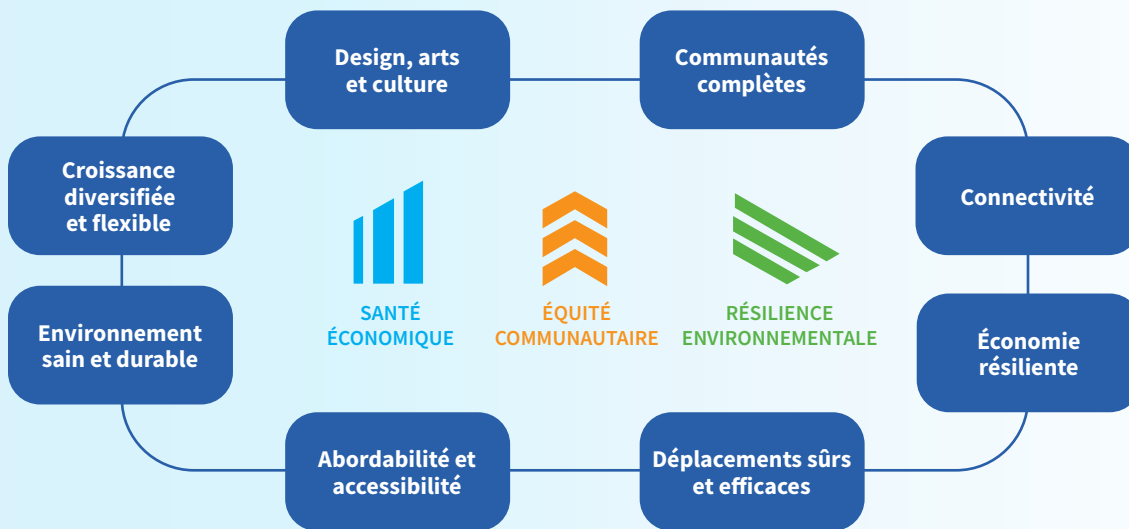 Design, arts
et culture
Communautés
complètes
Croissance
diversifiée
et flexible
Connectivité
SANTÉ
ÉCONOMIQUE
ÉQUITÉ
COMMUNAUTAIRE
RÉSILIENCE
ENVIRONNEMENTALE
Environnement
sain et durable
Économie
résiliente
Abordabilité et
accessibilité
Déplacements sûrs
et efficaces